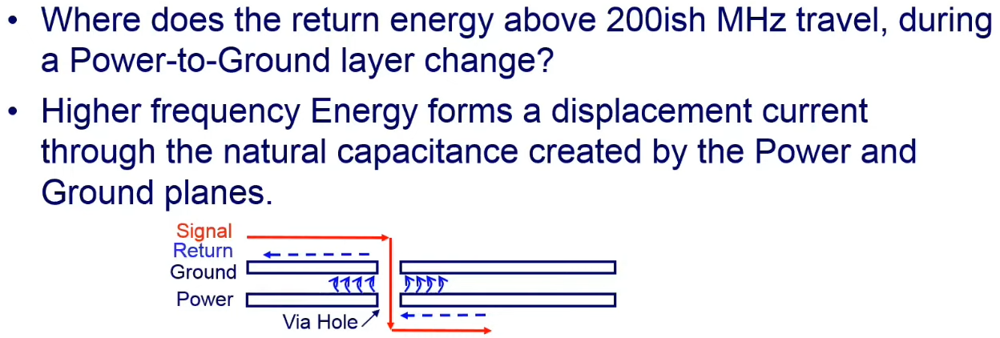 • Where does the return energy above 200ish MHz travel, during
a Power-to-Ground layer change?
• Higher frequency Energy forms a displacement current
through the natural capacitance created by the Power and
Ground planes.
Signal
Return
Ground
Power
Via Hole